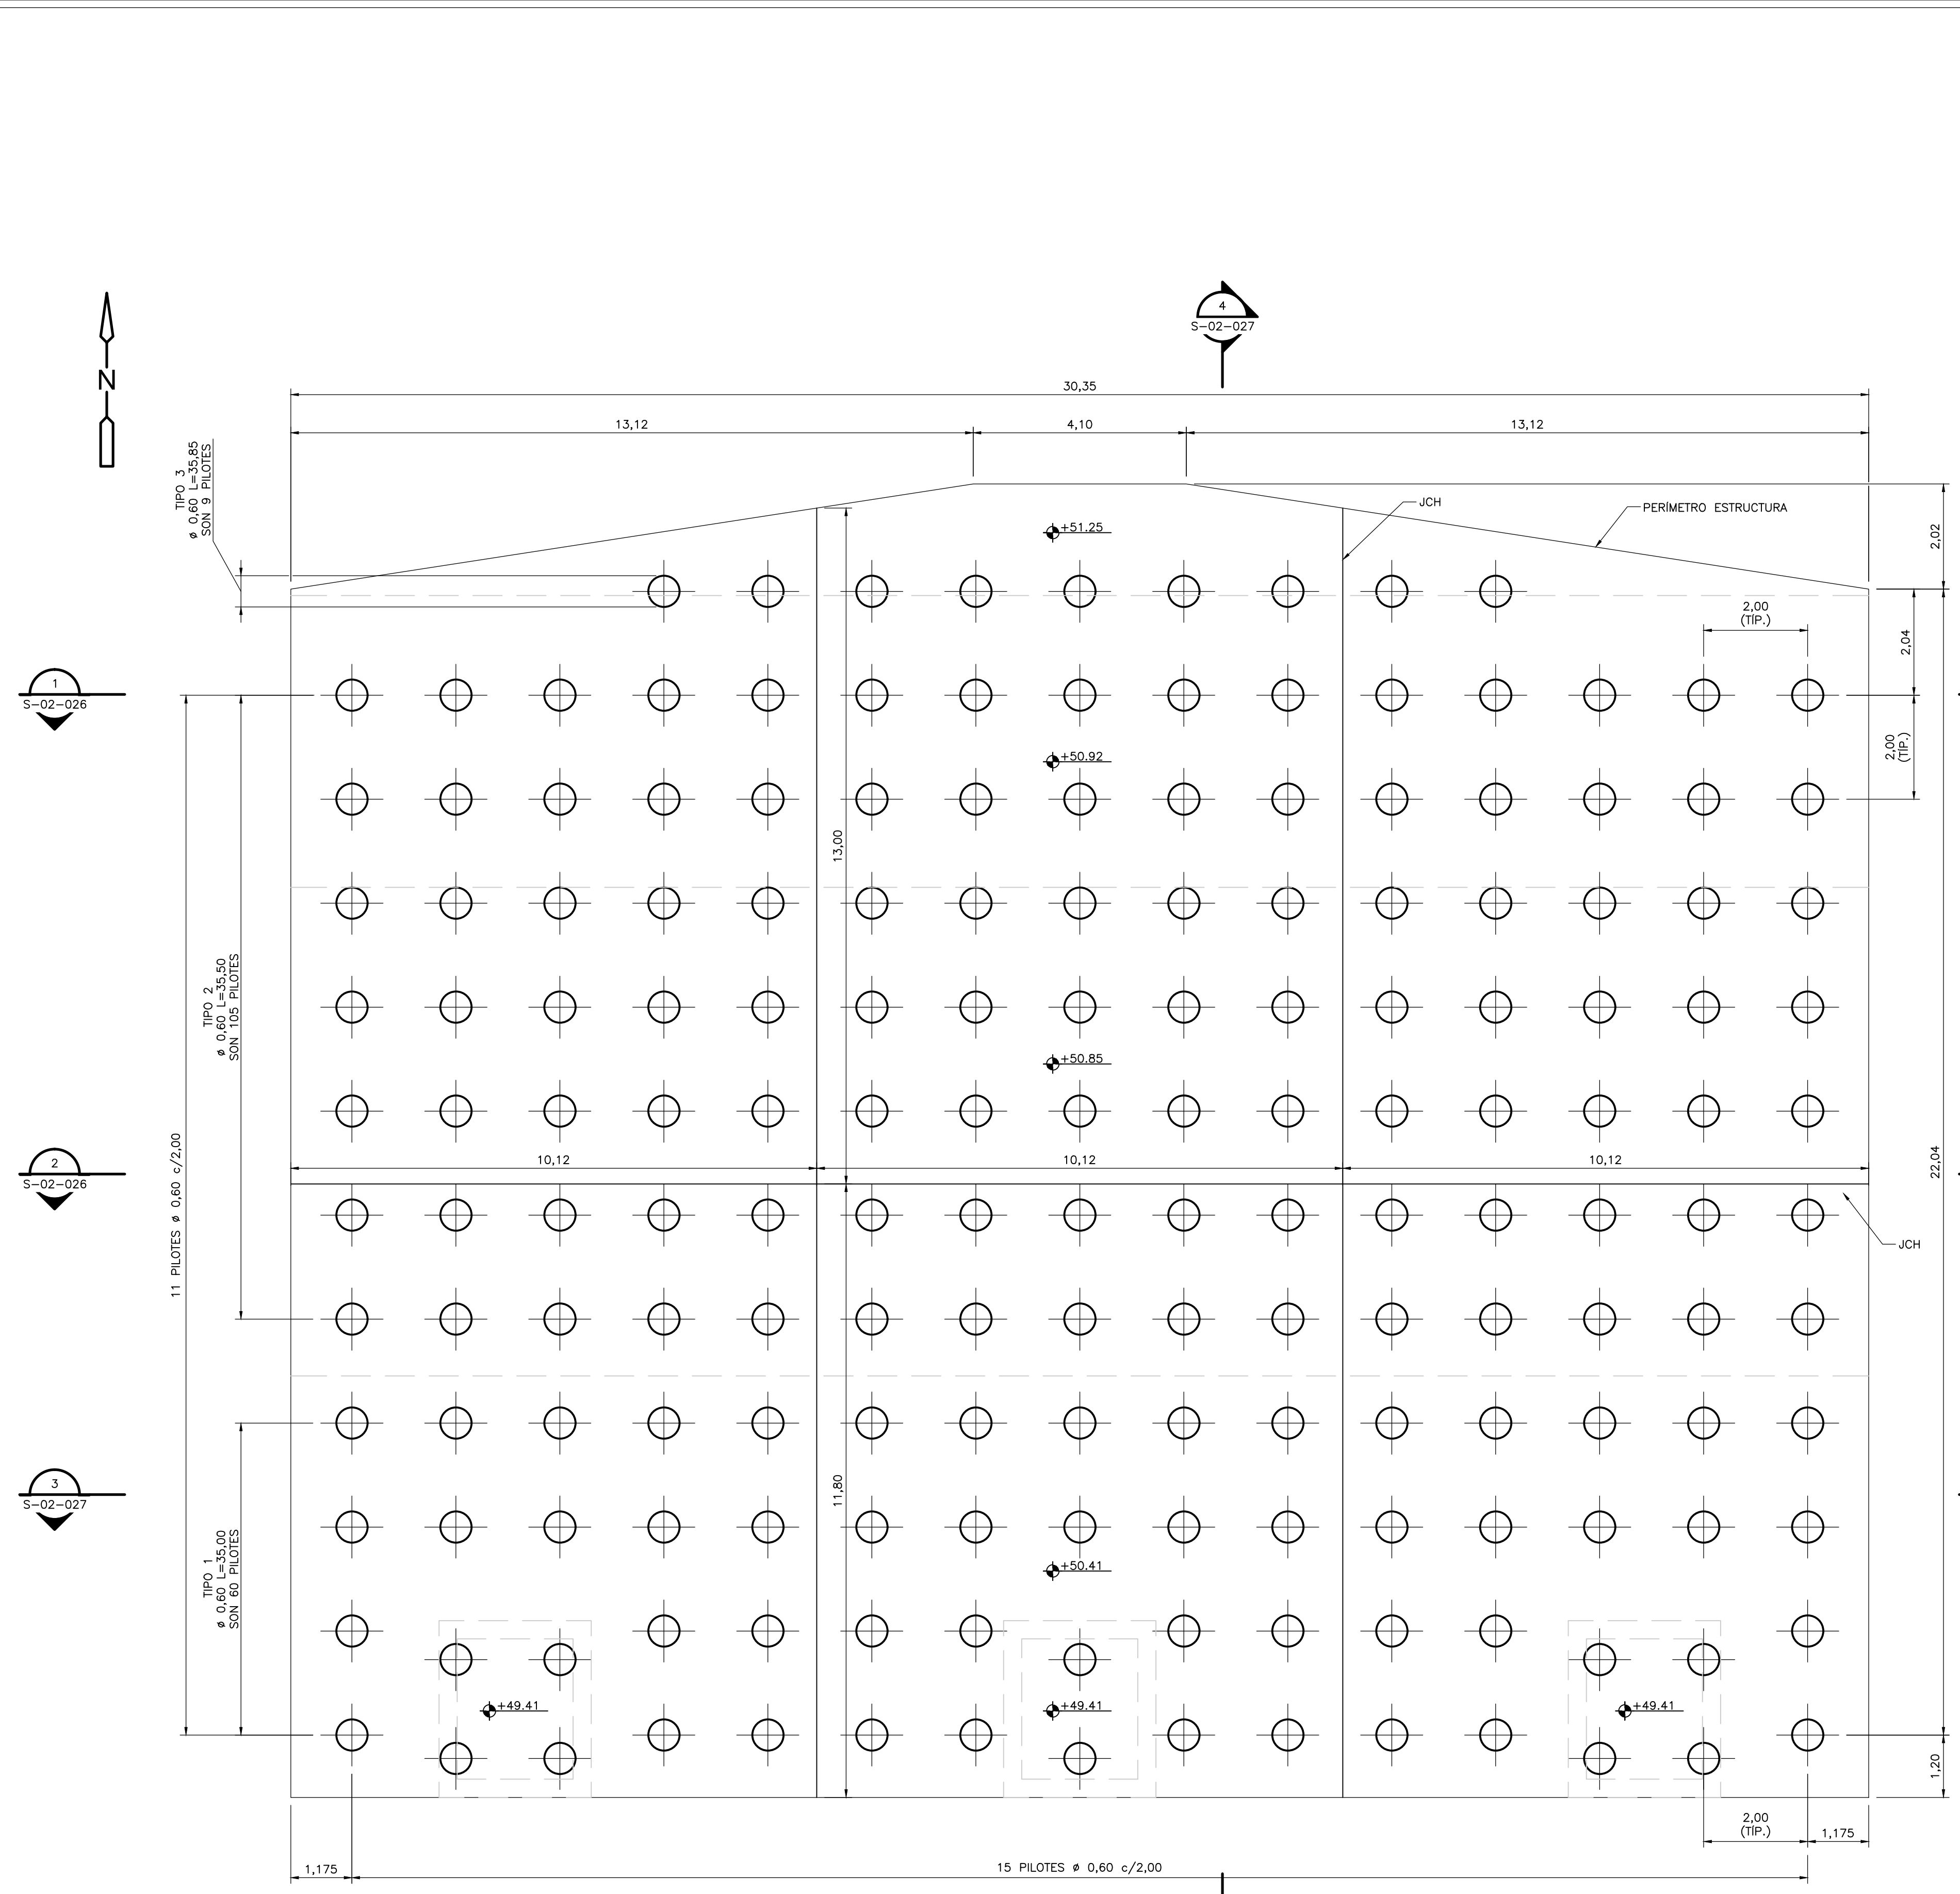 4
S-02-027
N
30,35
13,12
4,10
13,12
TIPO 3
ø 0,60 L=35,85
SON 9 PILOTES
JCH
PERÍMETRO ESTRUCTURA
+51.25
2,02
2,00
(TÍP.)
2,04
1
S-02-026
2,00
(TÍP.)
+50.92
13,00
TIPO 2
ø 0,60 L=35,50
SON 105 PILOTES
+50.85
11 PILOTES ø 0,60 c/2,00
2
S-02-026
10,12
10,12
10,12
22,04
JCH
3
S-02-027
11,80
TIPO 1
ø 0,60 L=35,00
SON 60 PILOTES
+50.41
+49.41
+49.41
+49.41
1,20
2,00
(TÍP.)
1,175
1,175
15 PILOTES ø 0,60 c/2,00